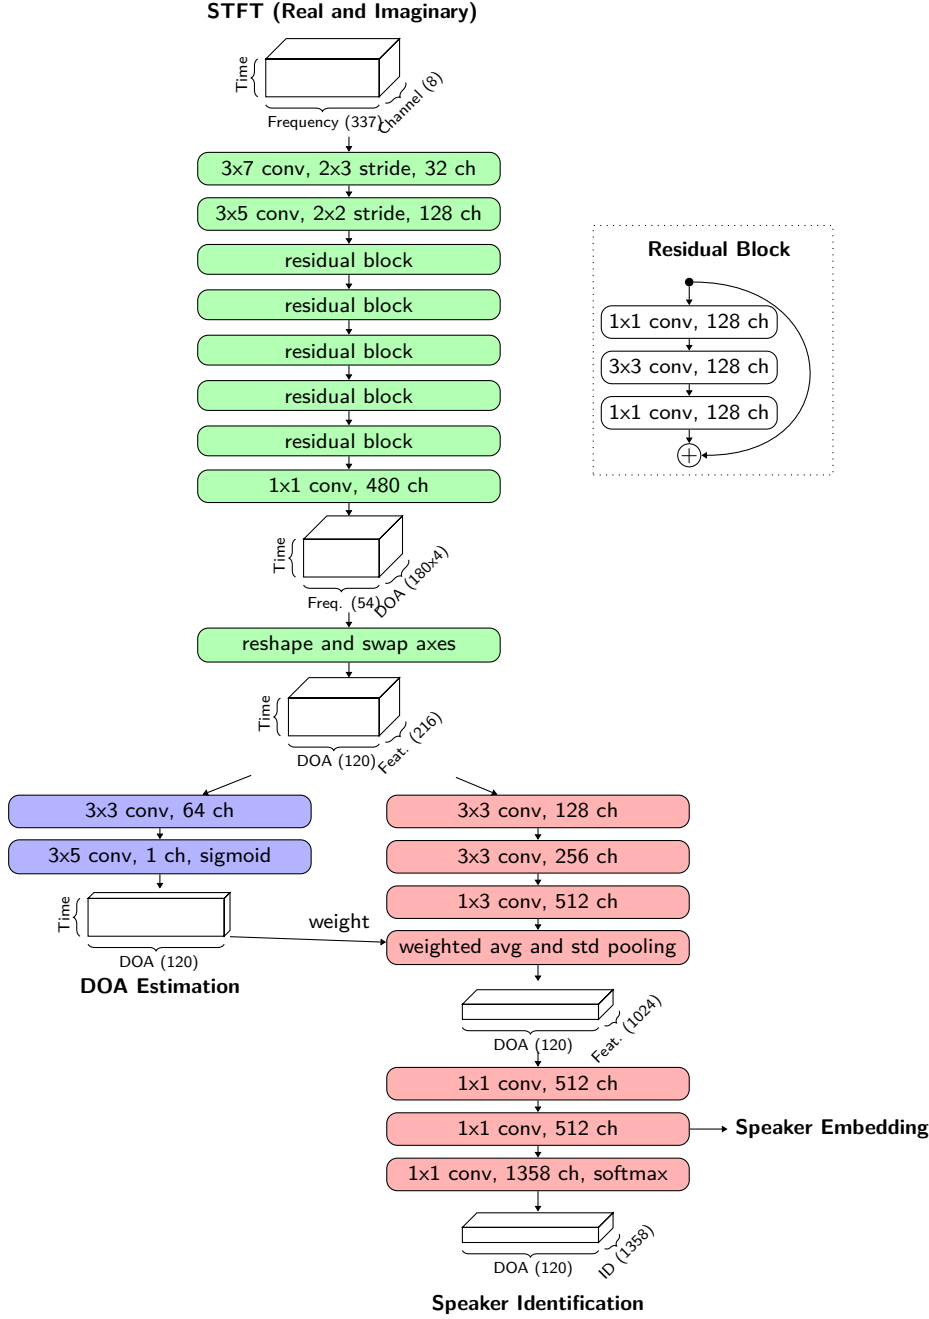 STFT (Real and Imaginary)
Time
Frequency (337)
Channel (8)
3x7 conv, 2x3 stride, 32 ch
3x5 conv, 2x2 stride, 128 ch
residual block
residual block
residual block
residual block
residual block
1x1 conv, 480 ch
Residual Block
1x1 conv, 128 ch
3x3 conv, 128 ch
1x1 conv, 128 ch
Time
Freq. (54)
DOA (180x4)
reshape and swap axes
Time
DOA (120)
Feat. (216)
3x3 conv, 64 ch
3x5 conv, 1 ch, sigmoid
Time
DOA (120)
DOA Estimation
weight
3x3 conv, 128 ch
3x3 conv, 256 ch
1x3 conv, 512 ch
weighted avg and std pooling
DOA (120)
Feat. (1024)
1x1 conv, 512 ch
1x1 conv, 512 ch
Speaker Embedding
1x1 conv, 1358 ch, softmax
DOA (120)
ID (1358)
Speaker Identification